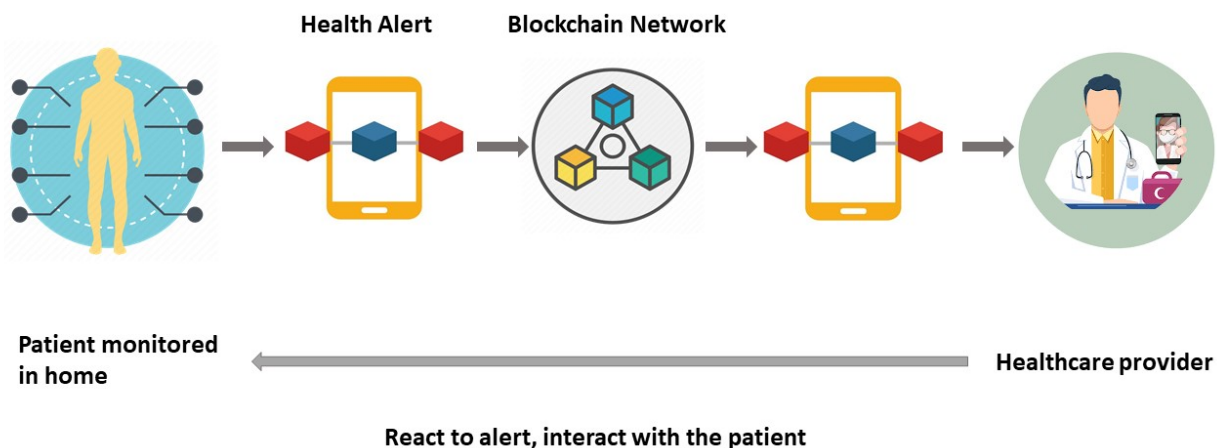 Health Alert
Blockchain Network
Patient monitored
in home
Healthcare provider
React to alert, interact with the patient